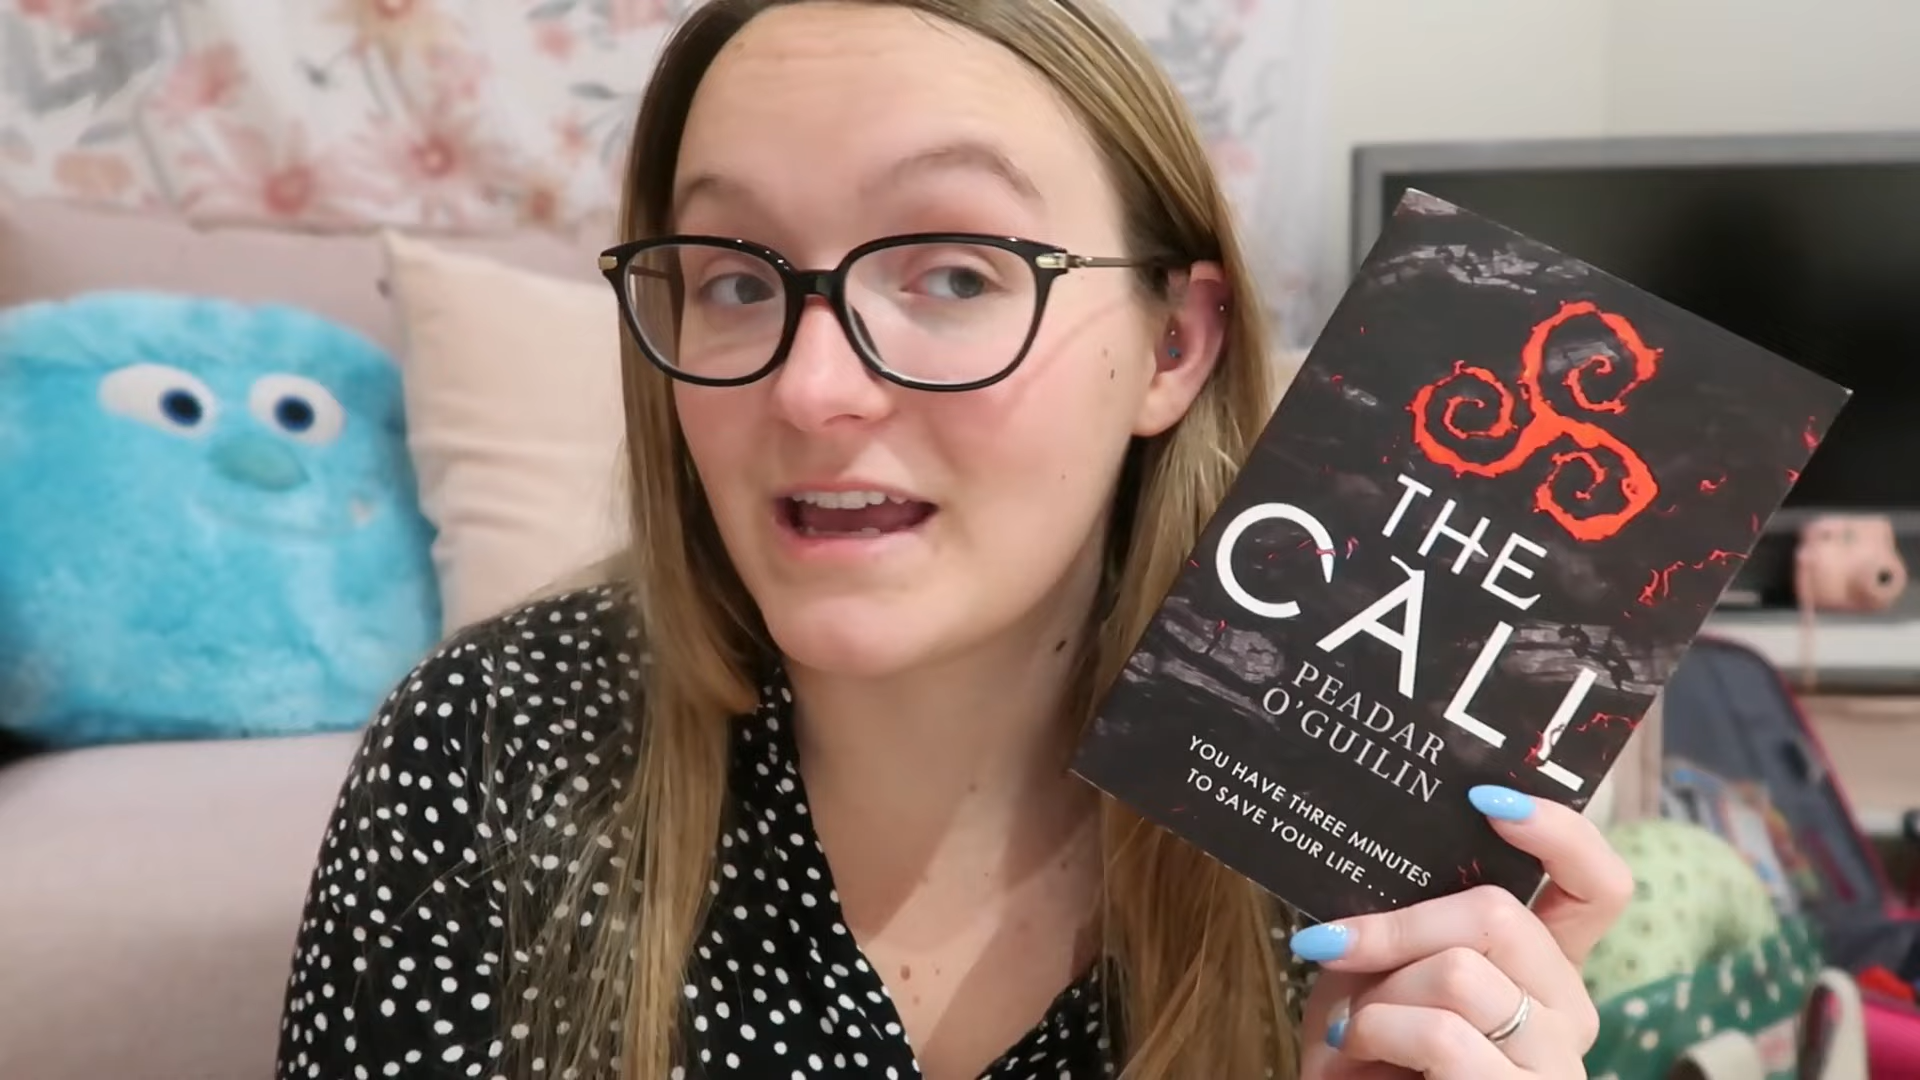 THE
CALL
PEADAR
O'GUILIN
YOU HAVE THREE MINUTES
TO SAVE YOUR LIFE . . .